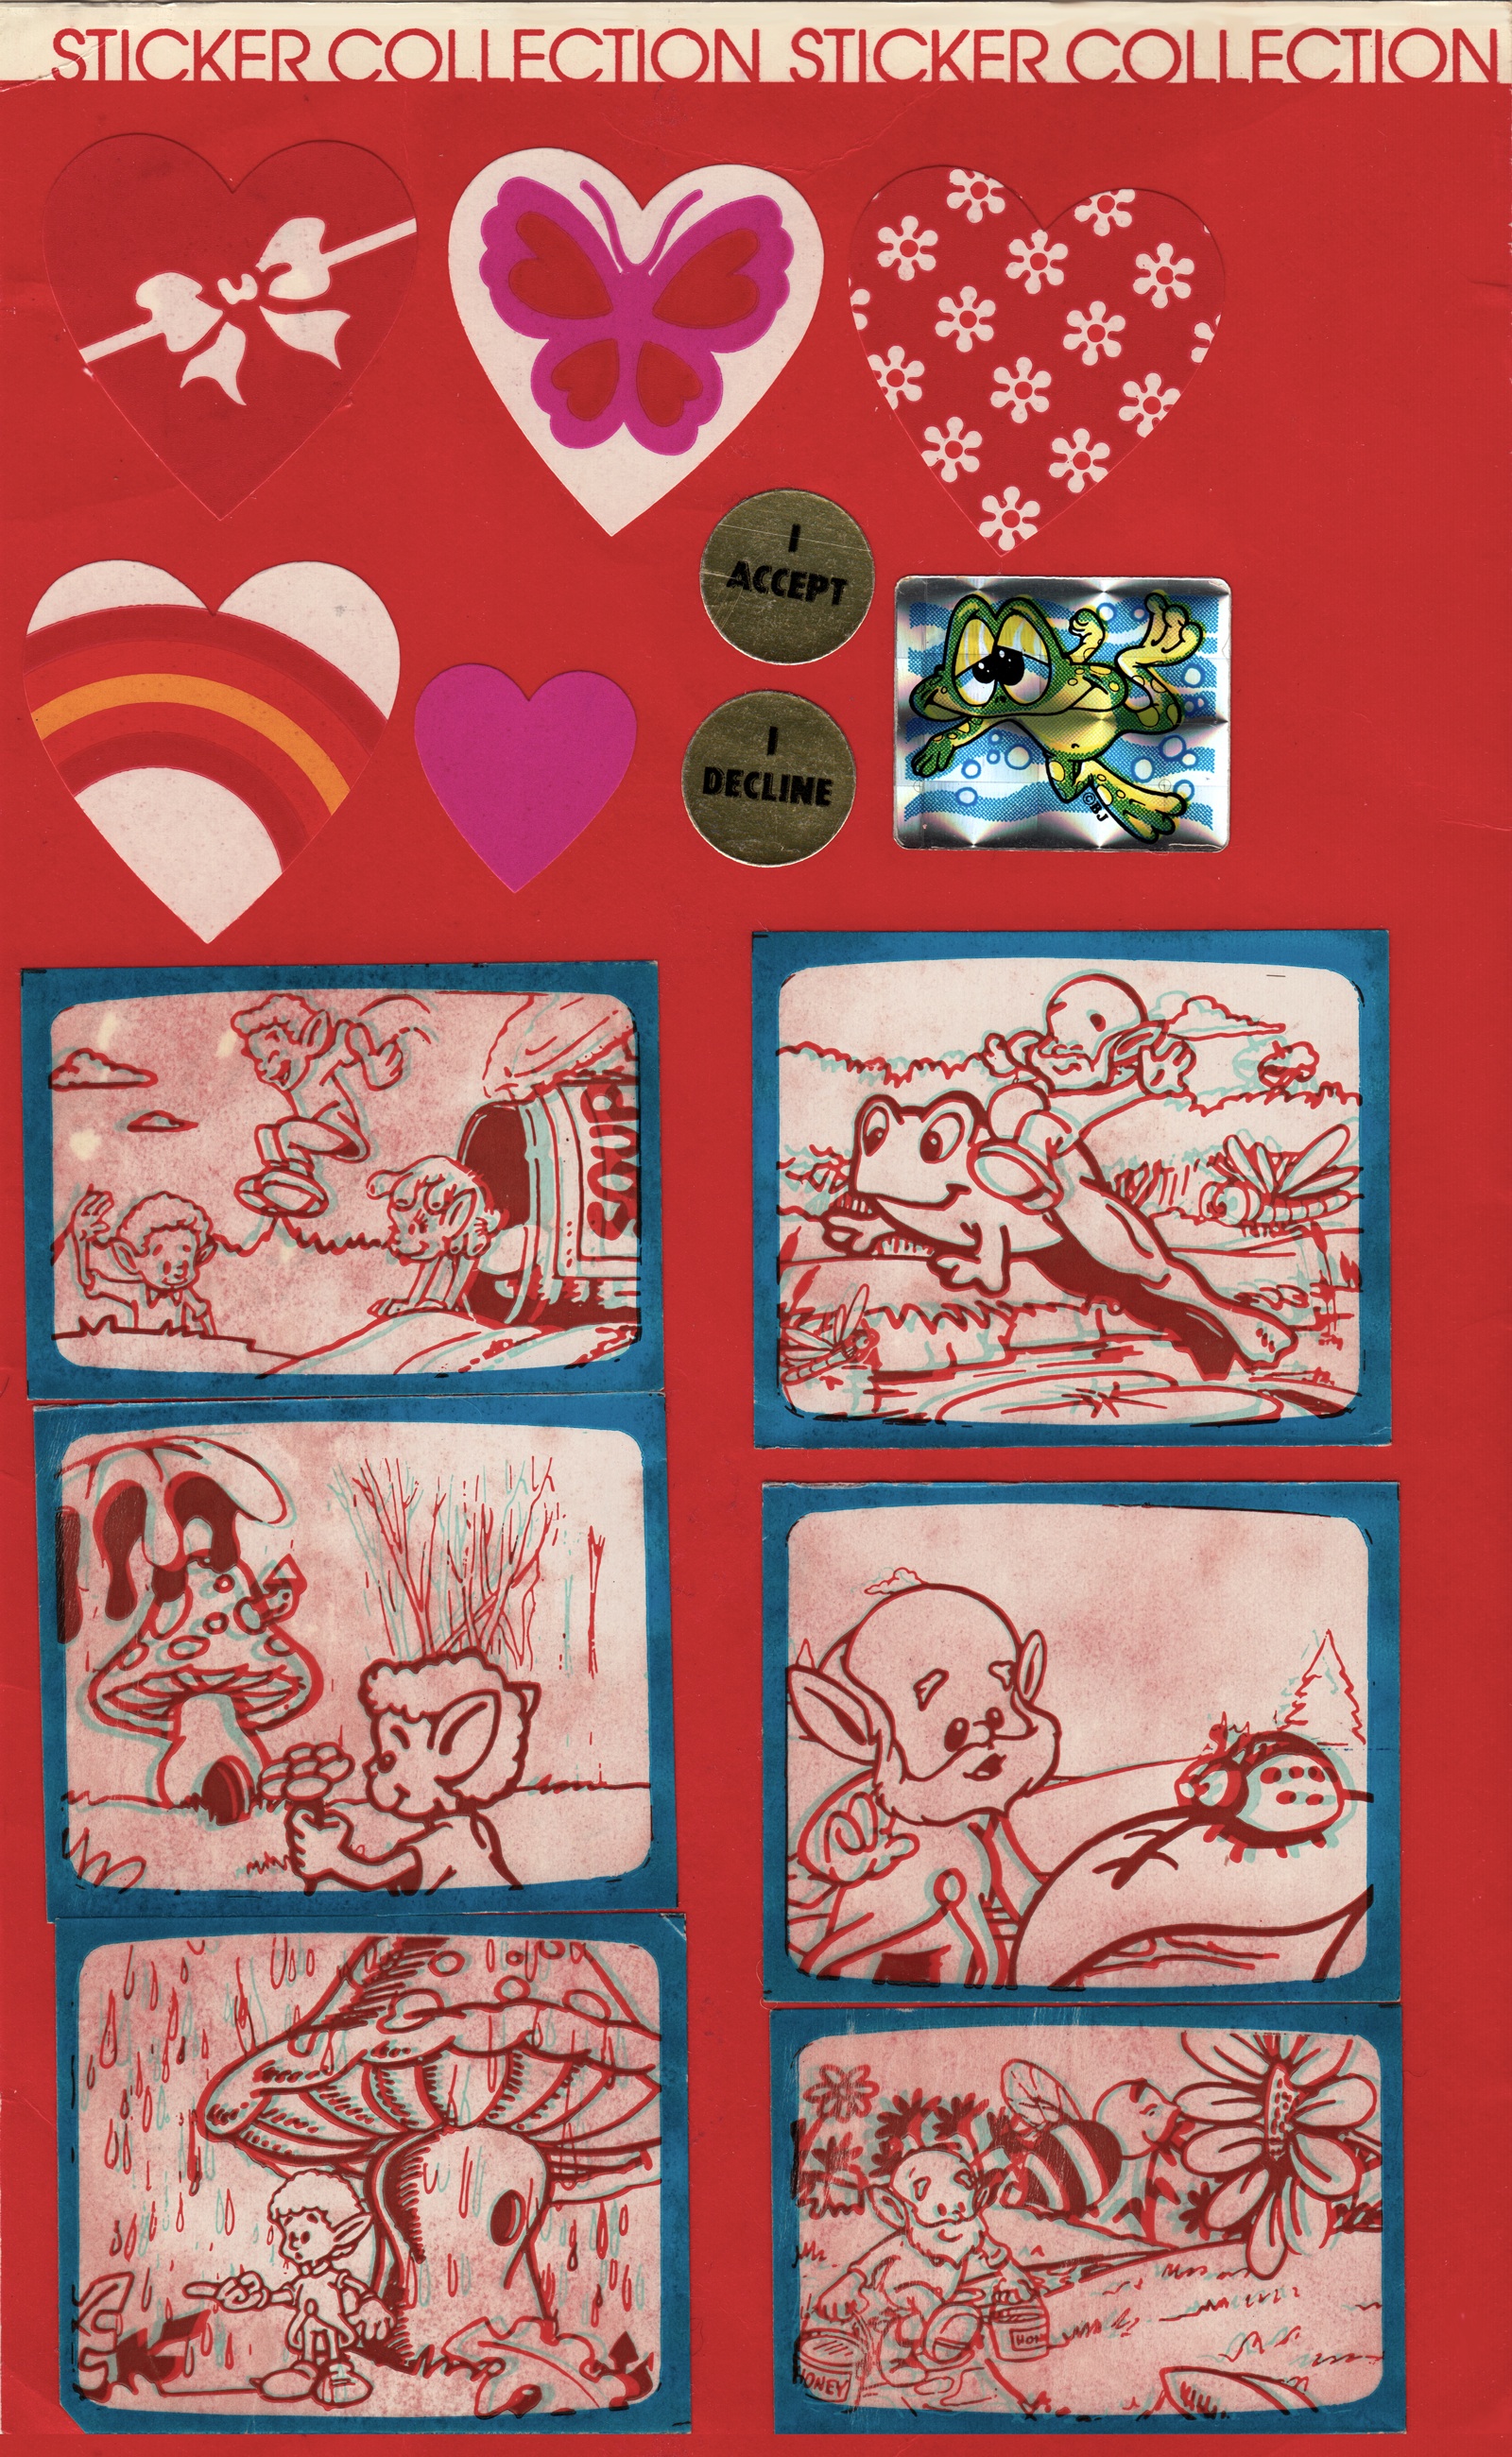 STICKER COLLECTION STICKER COLLECTION
I
ACCEPT
I
DECLINE
©BJ
SOUP
HONEY
HON